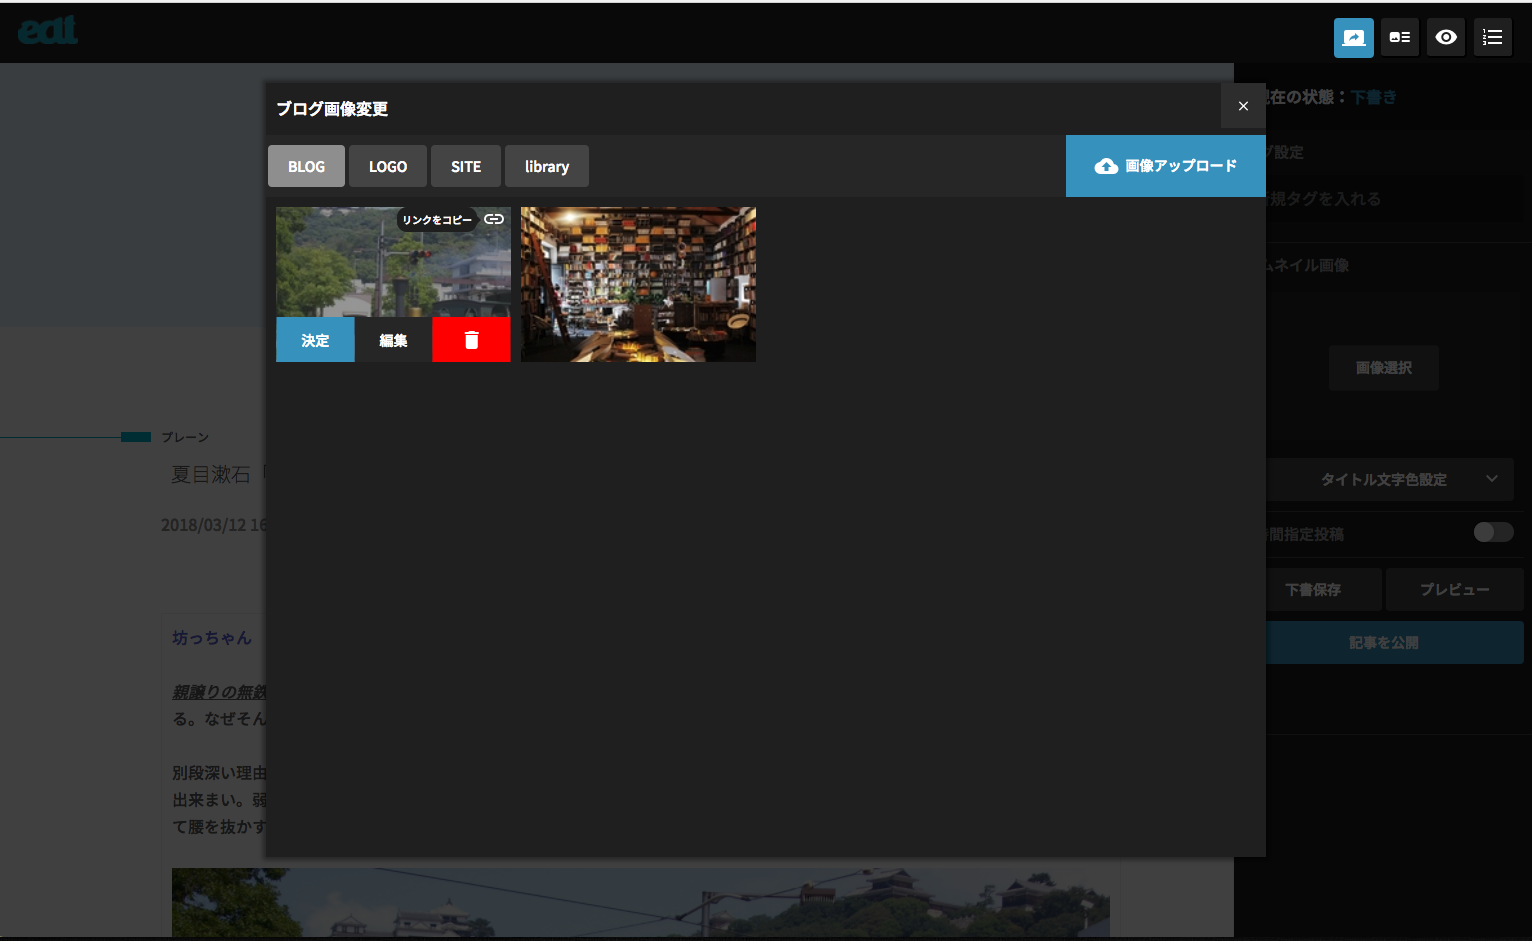 eat
ブログ画像変更
BLOG
LOGO
SITE
library
画像アップロード
リンクをコピー
決定
編集
在の状態：下書き
グ設定
規タグを入れる
ムネイル画像
画像選択
タイトル文字色設定
間指定投稿
下書保存
プレビュー
記事を公開
プレーン
夏目漱石「
2018/03/12 16
坊っちゃん
親譲りの無鉄
る。なぜそん
別段深い理由
出来まい。弱
て腰を抜かす